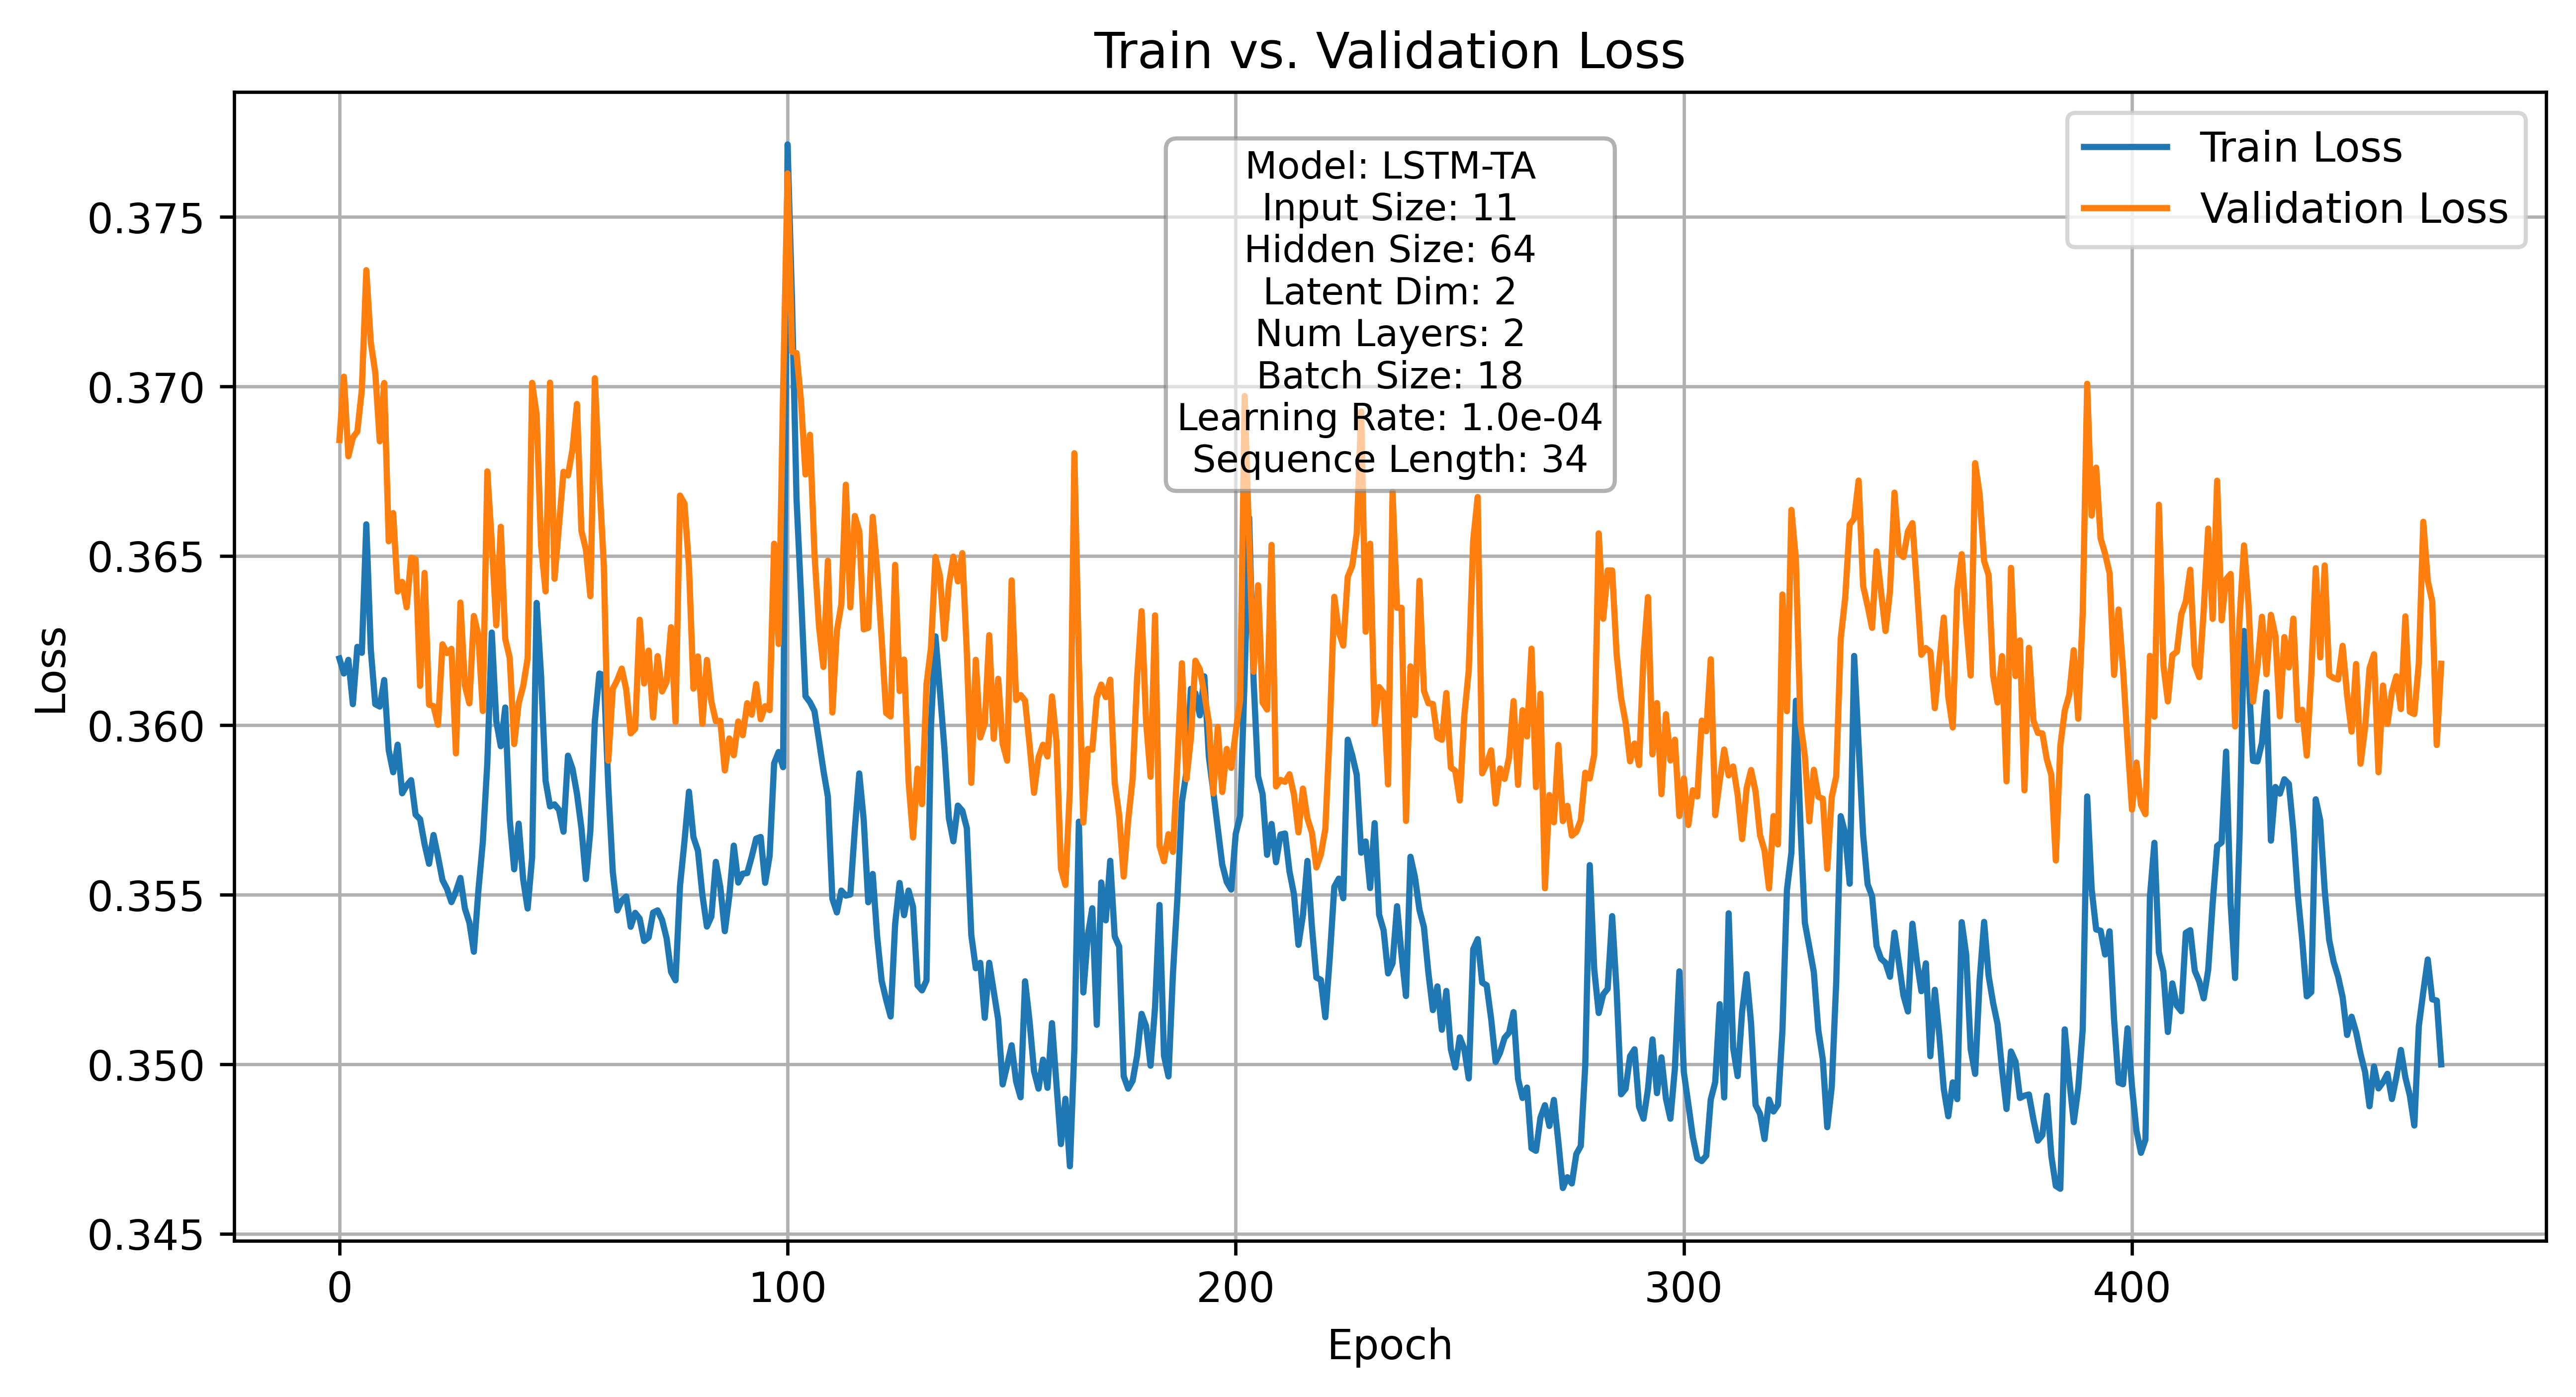 Train vs. Validation Loss
Train Loss
Validation Loss
Model: LSTM-TA
Input Size: 11
Hidden Size: 64
Latent Dim: 2
Num Layers: 2
Batch Size: 18
Learning Rate: 1.0e-04
Sequence Length: 34
Loss
0.375
0.370
0.365
0.360
0.355
0.350
0.345
0
100
200
300
400
Epoch